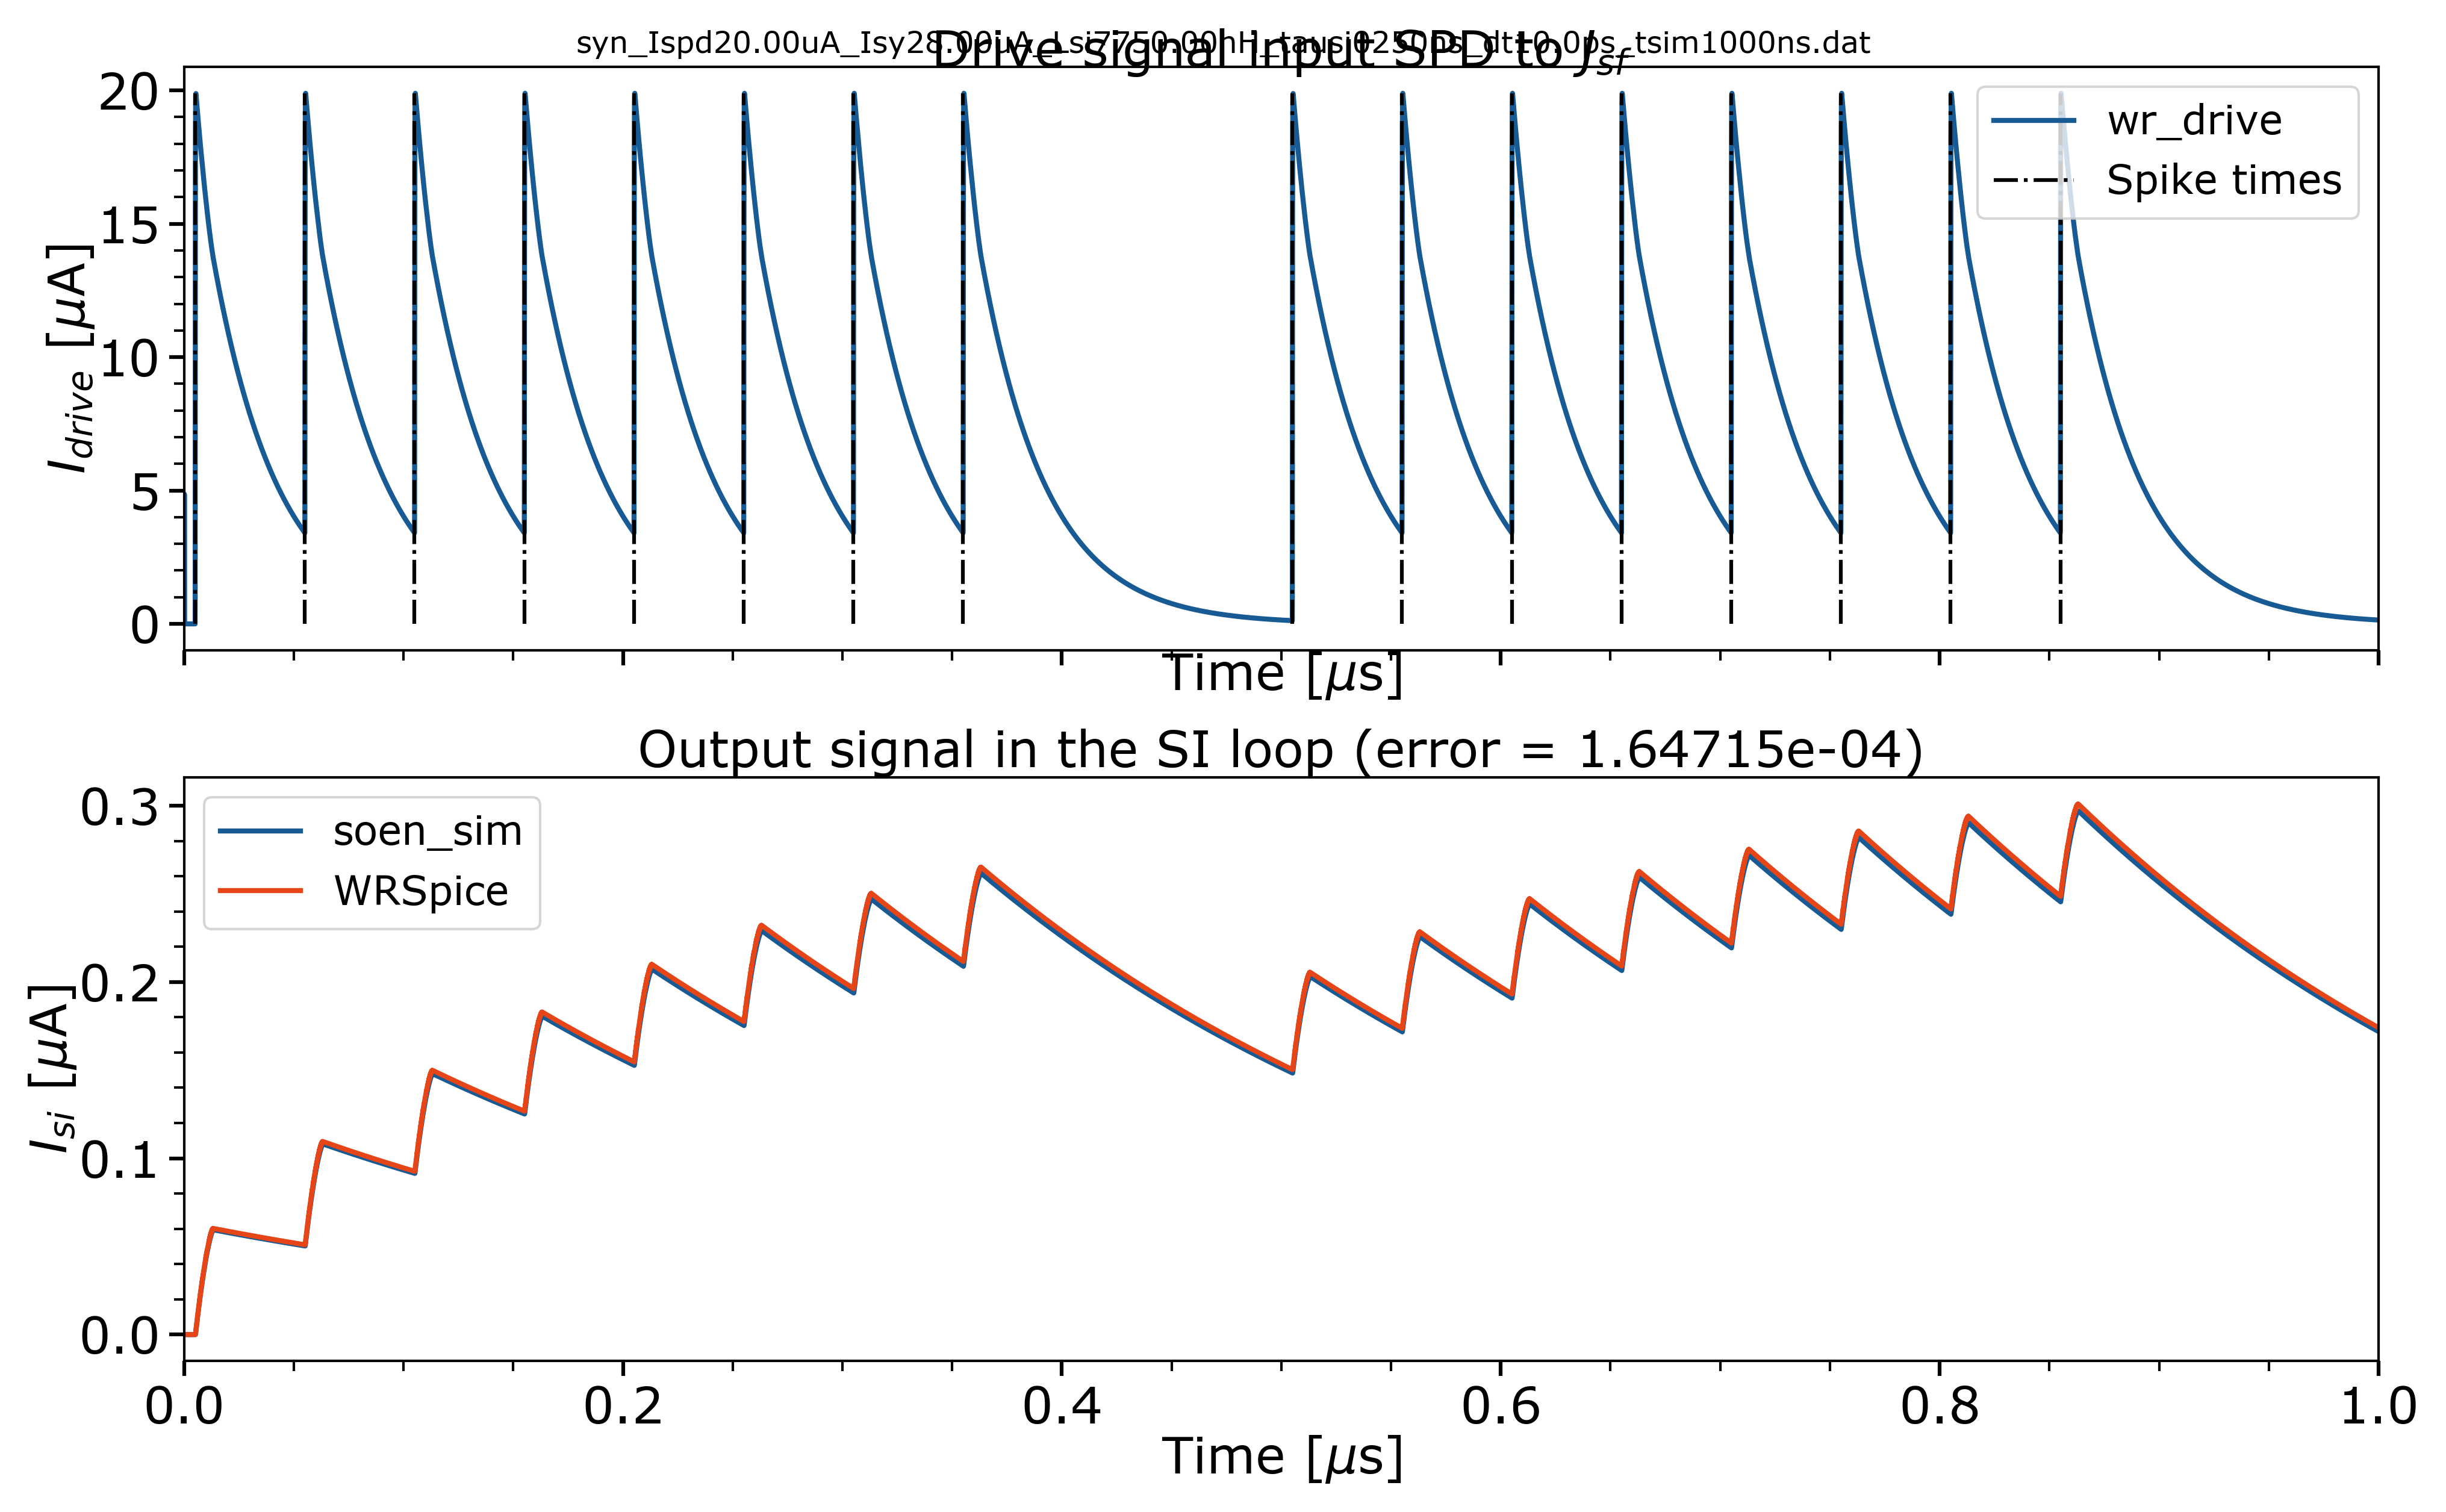 syn_Ispd20.00uA_Isy28.00uA_Lsi7750.00nH_tausi0250ns_dt10.0ps_tsim1000ns.dat
Drive signal input SPD to J_sf
20
15
10
5
0
I_drive [μA]
wr_drive
Spike times
Time [μs]
Output signal in the SI loop (error = 1.64715e-04)
0.3
0.2
0.1
0.0
I_si [μA]
soen_sim
WRSpice
0.0 0.2 0.4 0.6 0.8 1.0
Time [μs]